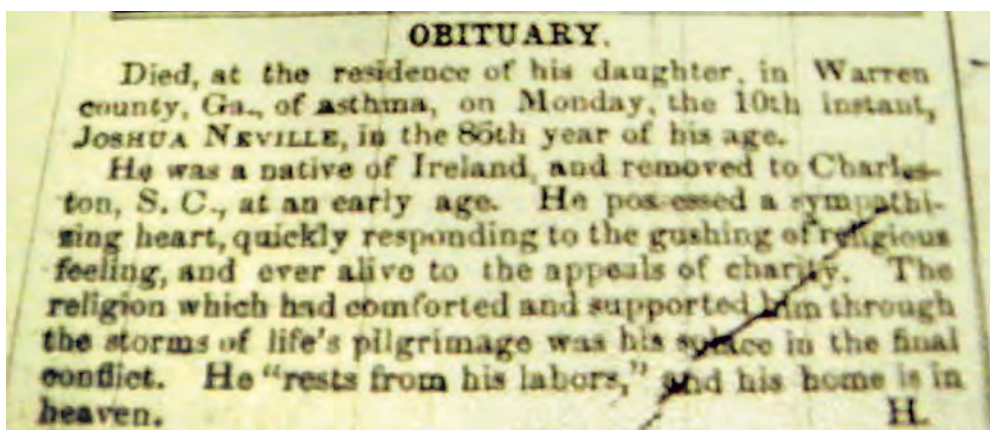 OBITUARY.
Died, at the residence of his daughter, in Warren
county, Ga., of asthma, on Monday, the 10th instant,
JOSHUA NEVILLE, in the 86th year of his age.
He was a native of Ireland, and removed to Charles-
ton, S. C., at an early age. He possessed a sympathi-
zing heart, quickly responding to the gushing of religious
feeling, and ever alive to the appeals of charity. The
religion which had comforted and supported him through
the storms of life's pilgrimage was his solace in the final
conflict. He "rests from his labors," and his home is in
heaven. H.